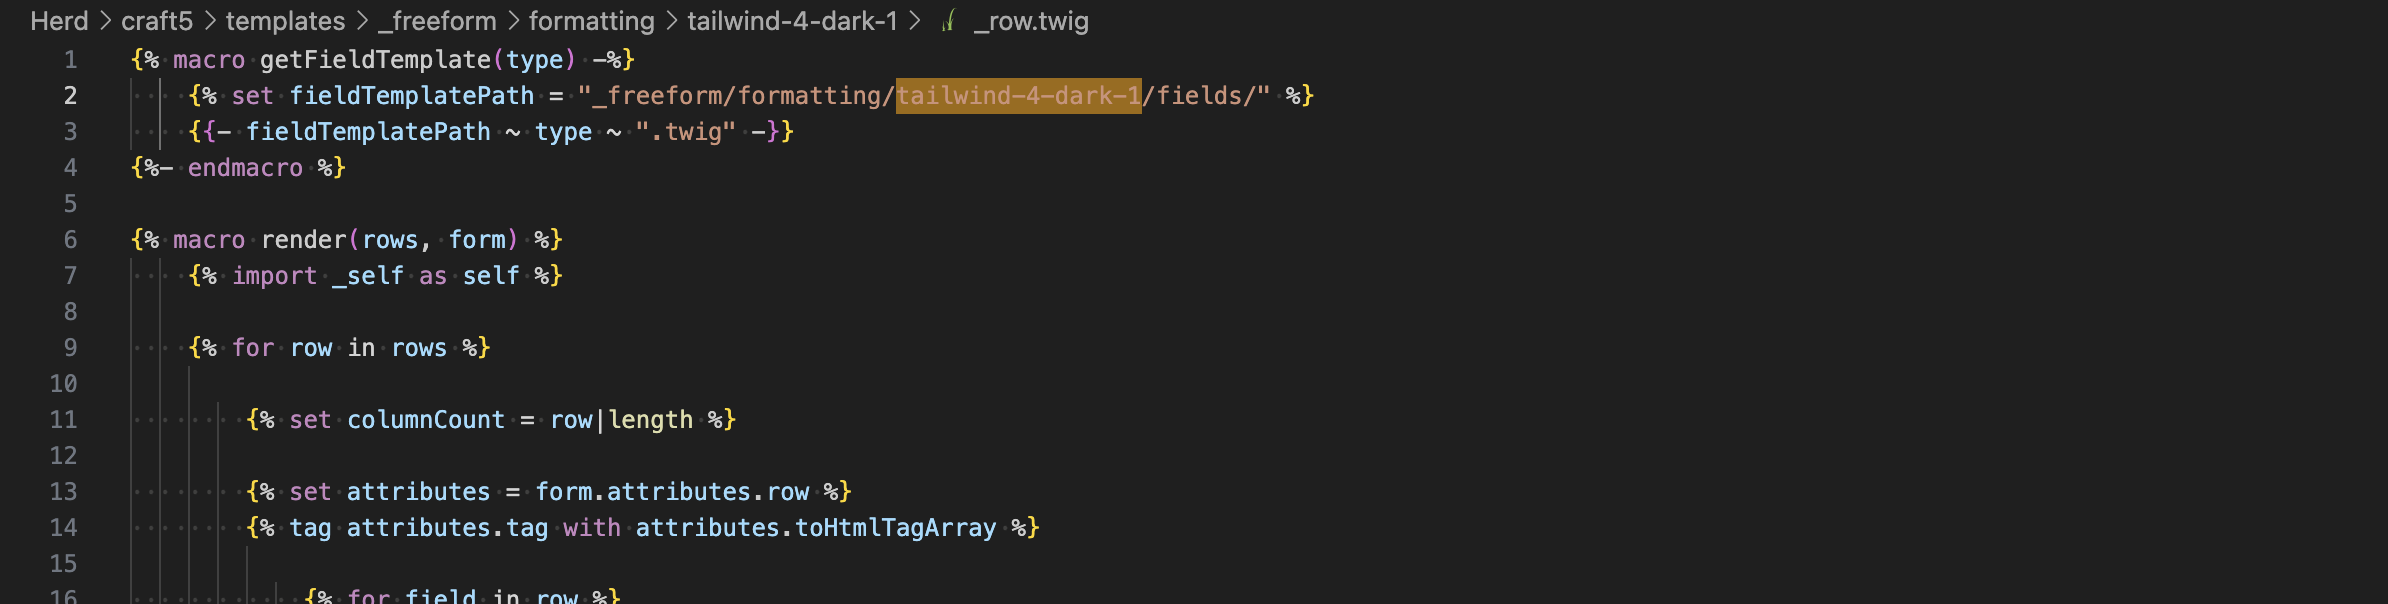 Herd > craft5 > templates > _freeform > formatting > tailwind-4-dark-1 > _row.twig
1 {% macro getFieldTemplate(type) -%}
2     {% set fieldTemplatePath = "_freeform/formatting/tailwind-4-dark-1/fields/" %}
3     {{- fieldTemplatePath ~ type ~ ".twig" -}}
4 {%- endmacro %}
5
6 {% macro render(rows, form) %}
7     {% import _self as self %}
8
9     {% for row in rows %}
10
11         {% set columnCount = row|length %}
12
13         {% set attributes = form.attributes.row %}
14         {% tag attributes.tag with attributes.toHtmlTagArray %}
15
16             {% for field in row %}